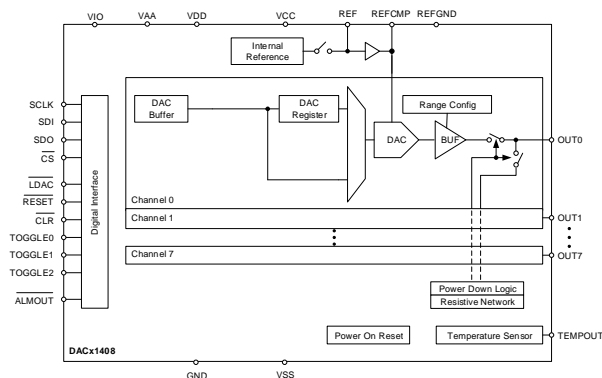 VIO
VAA
VDD
VCC
REF
REFCMP
REFGND
Internal
Reference
SCLK
SDI
SDO
CS
LDAC
RESET
CLR
TOGGLE0
TOGGLE1
TOGGLE2
ALMOUT
Digital Interface
DAC
Buffer
DAC
Register
DAC
Range Config
BUF
OUT0
Channel 0
Channel 1
OUT1
Channel 7
OUT7
Power Down Logic
Resistive Network
Power On Reset
Temperature Sensor
TEMPOUT
DACx1408
GND
VSS